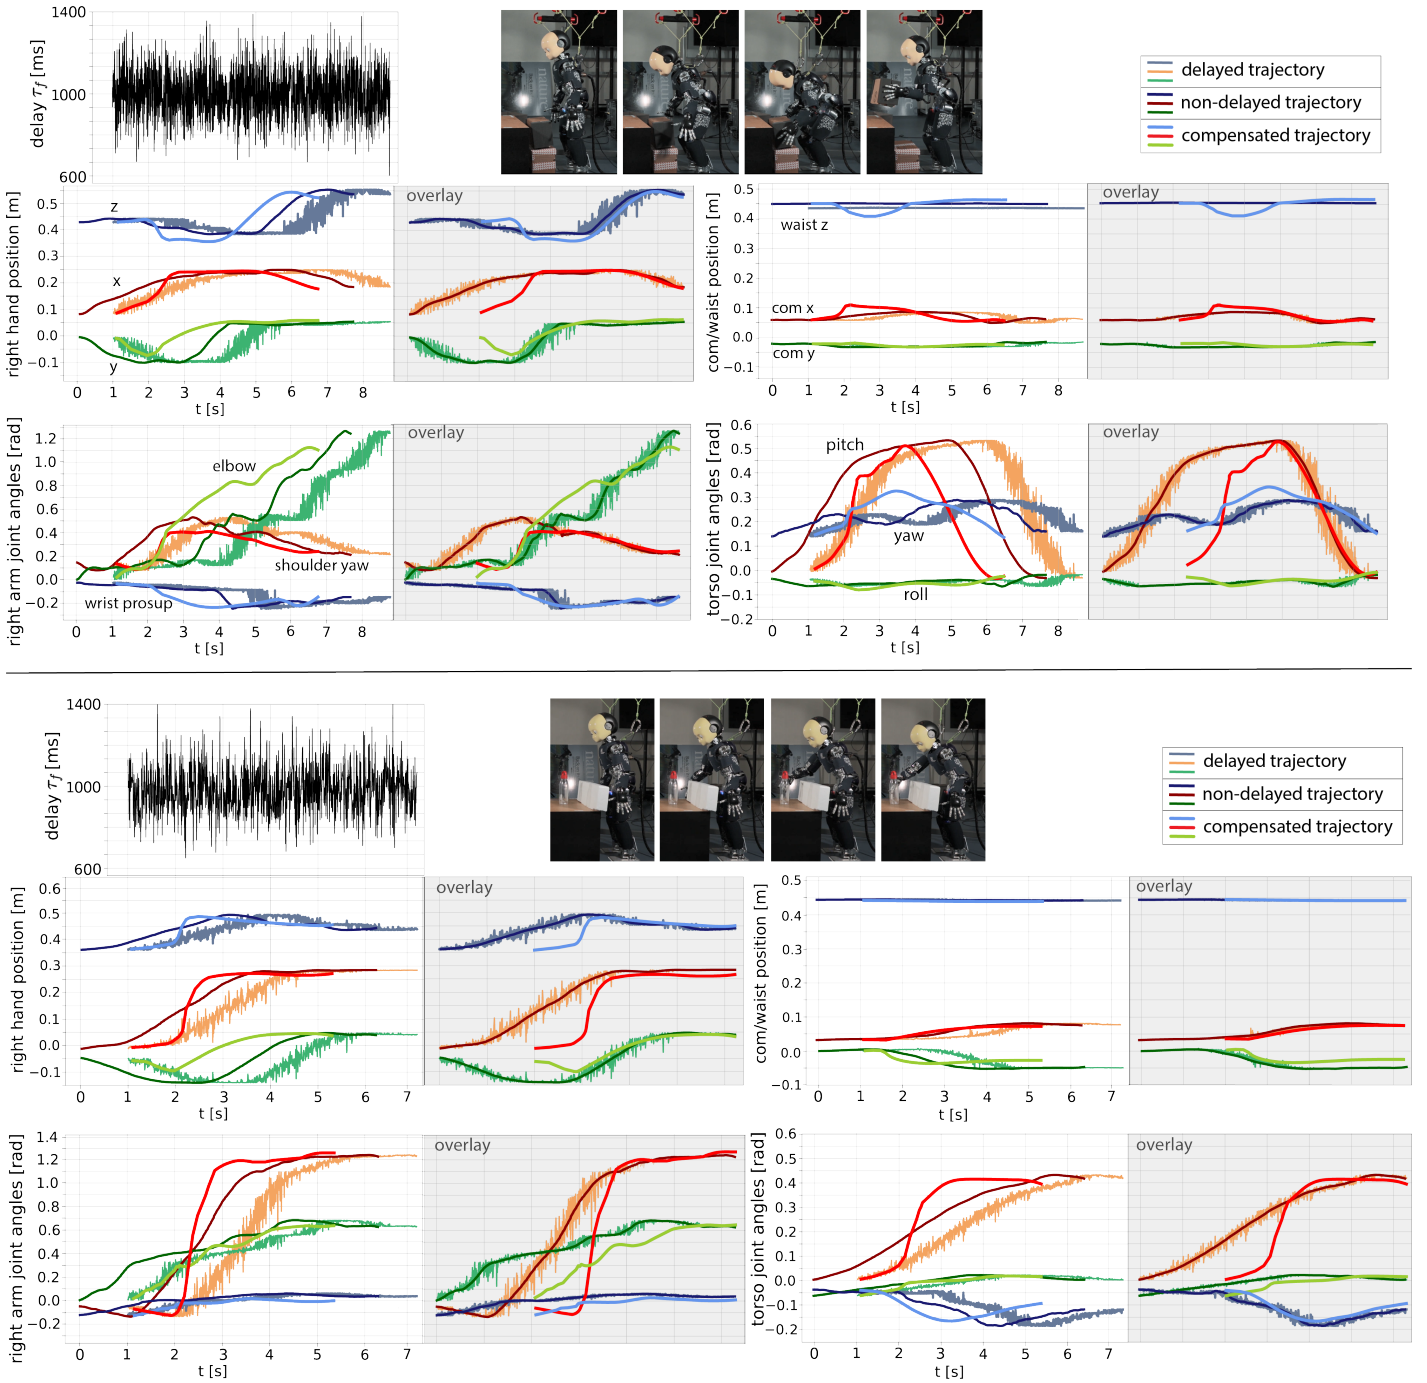 1400
1000
600
delay τf [ms]
delayed trajectory
non-delayed trajectory
compensated trajectory
right hand position [m]
0.5
0.4
0.3
0.2
0.1
0.0
−0.1
z
x
y
overlay
0 1 2 3 4 5 6 7 8
t [s]
com/waist position [m]
0.5
0.4
0.3
0.2
0.1
0.0
−0.1
waist z
com x
com y
overlay
0 1 2 3 4 5 6 7 8
t [s]
right arm joint angles [rad]
1.2
1.0
0.8
0.6
0.4
0.2
0.0
−0.2
elbow
shoulder yaw
wrist prosup
overlay
0 1 2 3 4 5 6 7 8
t [s]
torso joint angles [rad]
0.6
0.5
0.4
0.3
0.2
0.1
0.0
−0.1
−0.2
pitch
yaw
roll
overlay
0 1 2 3 4 5 6 7 8
t [s]
1400
1000
600
delay τf [ms]
delayed trajectory
non-delayed trajectory
compensated trajectory
right hand position [m]
0.6
0.5
0.4
0.3
0.2
0.1
0.0
−0.1
overlay
0 1 2 3 4 5 6 7
t [s]
com/waist position [m]
0.5
0.4
0.3
0.2
0.1
0.0
−0.1
overlay
0 1 2 3 4 5 6 7
t [s]
right arm joint angles [rad]
1.4
1.2
1.0
0.8
0.6
0.4
0.2
0.0
−0.2
overlay
0 1 2 3 4 5 6 7
t [s]
torso joint angles [rad]
0.6
0.5
0.4
0.3
0.2
0.1
0.0
−0.1
−0.2
overlay
0 1 2 3 4 5 6 7
t [s]